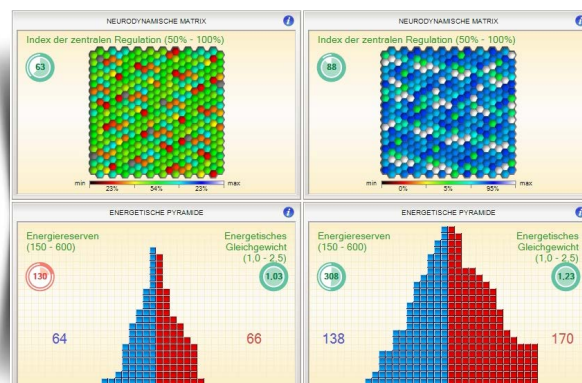 NEURODYNAMISCHE MATRIX
Index der zentralen Regulation (50% - 100%)
63
min 23% 54% 23% max
NEURODYNAMISCHE MATRIX
Index der zentralen Regulation (50% - 100%)
88
min 0% 5% 95% max
ENERGETISCHE PYRAMIDE
Energiereserven
(150 - 600)
130
Energetisches
Gleichgewicht
(1,0 - 2,5)
1,03
64
66
ENERGETISCHE PYRAMIDE
Energiereserven
(150 - 600)
308
Energetisches
Gleichgewicht
(1,0 - 2,5)
1,23
138
170